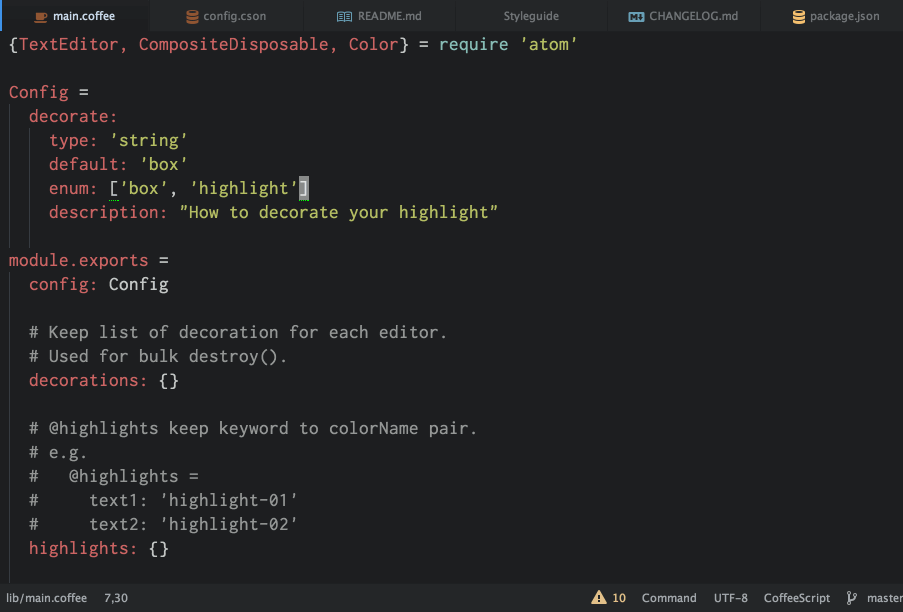 main.coffee config.cson README.md Styleguide CHANGELOG.md package.json
{TextEditor, CompositeDisposable, Color} = require 'atom'
Config =
  decorate:
    type: 'string'
    default: 'box'
    enum: ['box', 'highlight']
    description: "How to decorate your highlight"
module.exports =
  config: Config
  # Keep list of decoration for each editor.
  # Used for bulk destroy().
  decorations: {}
  # @highlights keep keyword to colorName pair.
  # e.g.
  #   @highlights =
  #     text1: 'highlight-01'
  #     text2: 'highlight-02'
  highlights: {}
lib/main.coffee 7,30 10 Command UTF-8 CoffeeScript master